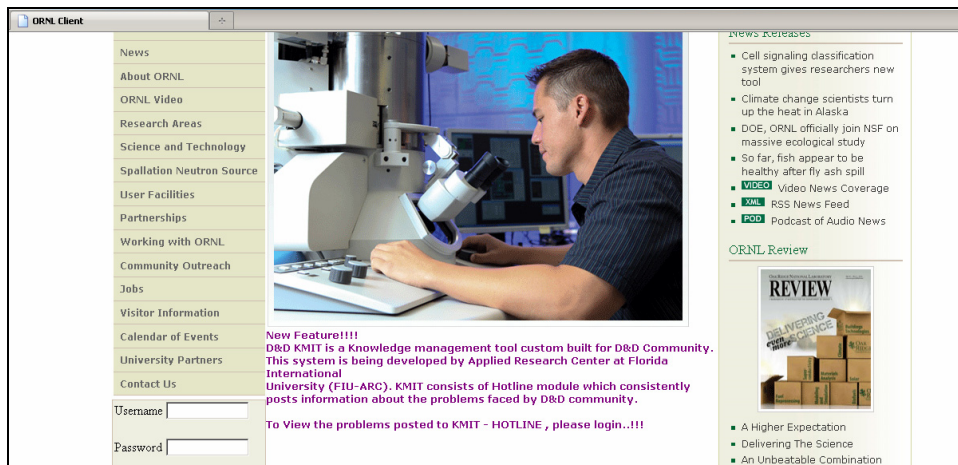 ORNL Client
News
About ORNL
ORNL Video
Research Areas
Science and Technology
Spallation Neutron Source
User Facilities
Partnerships
Working with ORNL
Community Outreach
Jobs
Visitor Information
Calendar of Events
University Partners
Contact Us
Username
Password
New Feature!!!!
D&D KMIT is a Knowledge management tool custom built for D&D Community.
This system is being developed by Applied Research Center at Florida
International
University (FIU-ARC). KMIT consists of Hotline module which consistently
posts information about the problems faced by D&D community.
To View the problems posted to KMIT - HOTLINE , please login..!!!
News Releases
Cell signaling classification
system gives researchers new
tool
Climate change scientists turn
up the heat in Alaska
DOE, ORNL officially join NSF on
massive ecological study
So far, fish appear to be
healthy after fly ash spill
VIDEO Video News Coverage
XML RSS News Feed
POD Podcast of Audio News
ORNL Review
REVIEW
DELIVERING
even more SCIENCE
A Higher Expectation
Delivering The Science
An Unbeatable Combination